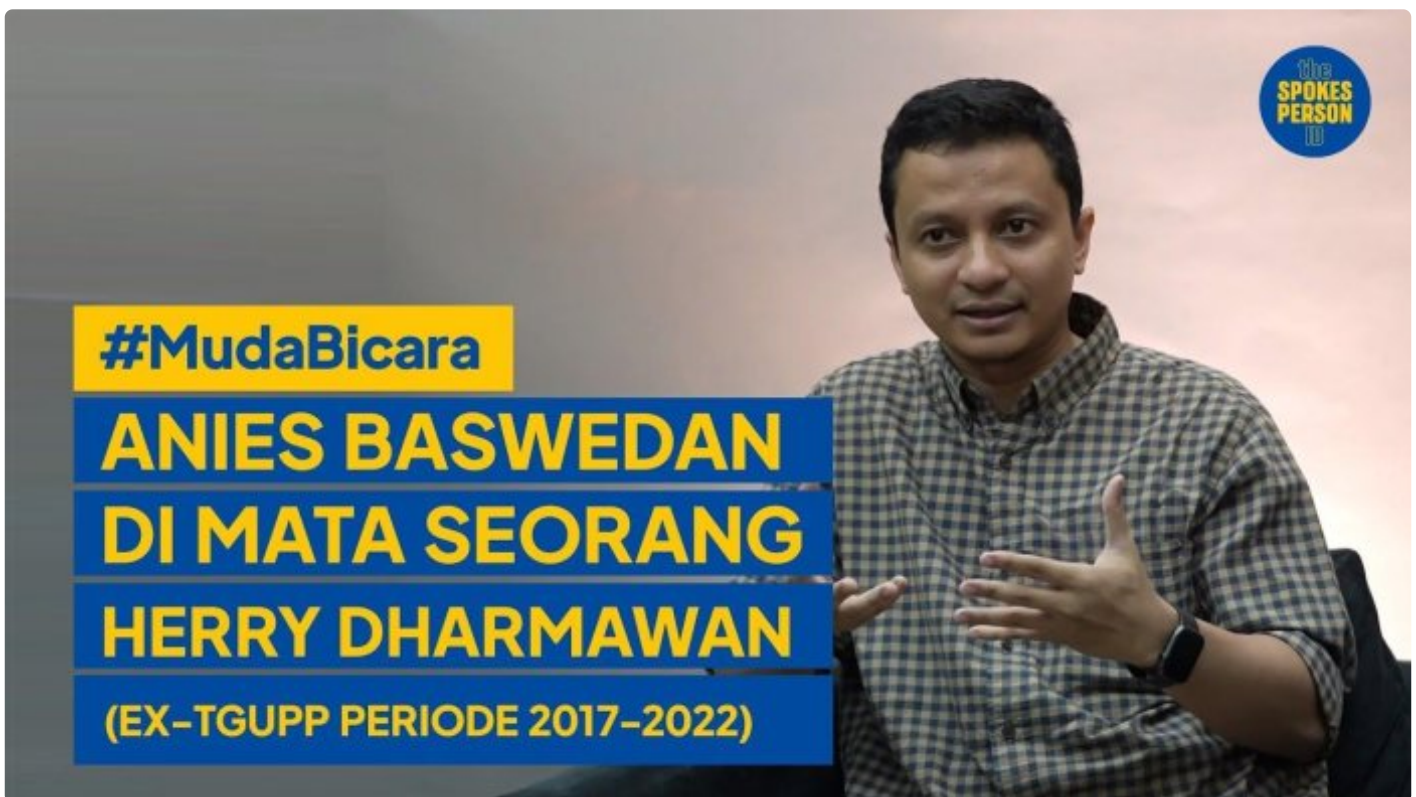 the
SPOKES
PERSON
ID
#MudaBicara
ANIES BASWEDAN
DI MATA SEORANG
HERRY DHARMAWAN
(EX-TGUPP PERIODE 2017-2022)